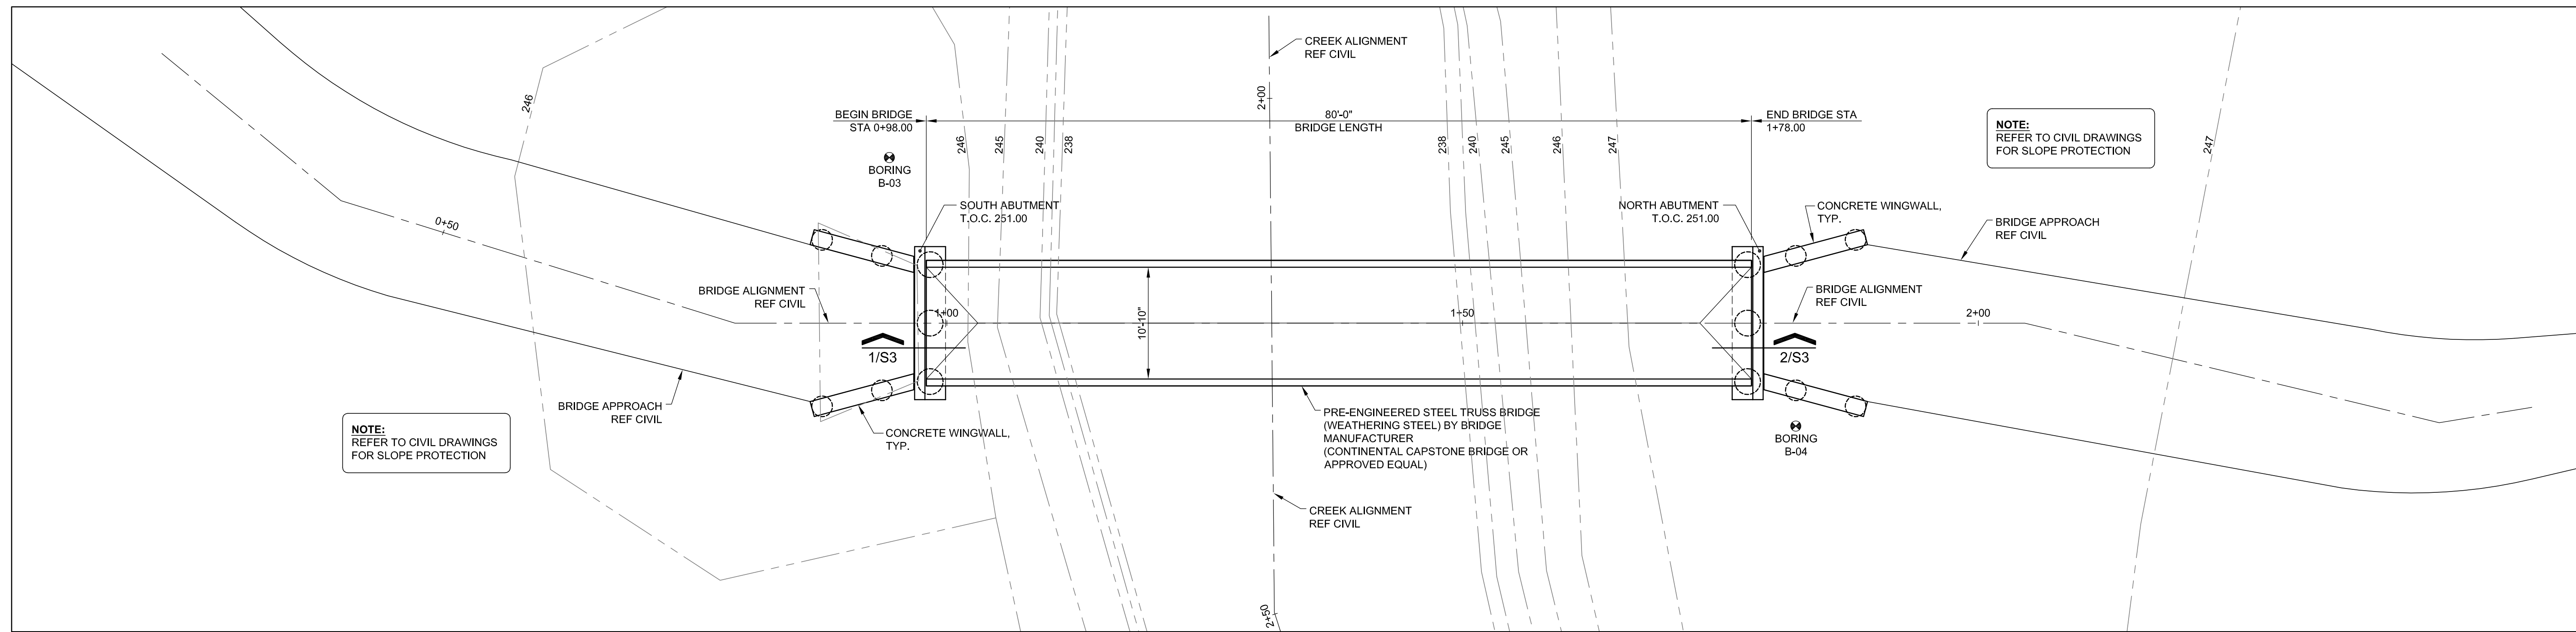 CREEK ALIGNMENT
REF CIVIL
2+00
BEGIN BRIDGE
STA 0+98.00
80'-0"
BRIDGE LENGTH
END BRIDGE STA
1+78.00
246
246
245
240
238
238
240
245
246
247
247
NOTE:
REFER TO CIVIL DRAWINGS
FOR SLOPE PROTECTION
BORING
B-03
SOUTH ABUTMENT
T.O.C. 251.00
NORTH ABUTMENT
T.O.C. 251.00
CONCRETE WINGWALL,
TYP.
BRIDGE APPROACH
REF CIVIL
0+50
BRIDGE ALIGNMENT
REF CIVIL
1+00
10'-10"
1+50
BRIDGE ALIGNMENT
REF CIVIL
2+00
1/S3
2/S3
BRIDGE APPROACH
REF CIVIL
NOTE:
REFER TO CIVIL DRAWINGS
FOR SLOPE PROTECTION
CONCRETE WINGWALL,
TYP.
PRE-ENGINEERED STEEL TRUSS BRIDGE
(WEATHERING STEEL) BY BRIDGE
MANUFACTURER
(CONTINENTAL CAPSTONE BRIDGE OR
APPROVED EQUAL)
BORING
B-04
CREEK ALIGNMENT
REF CIVIL
2+50